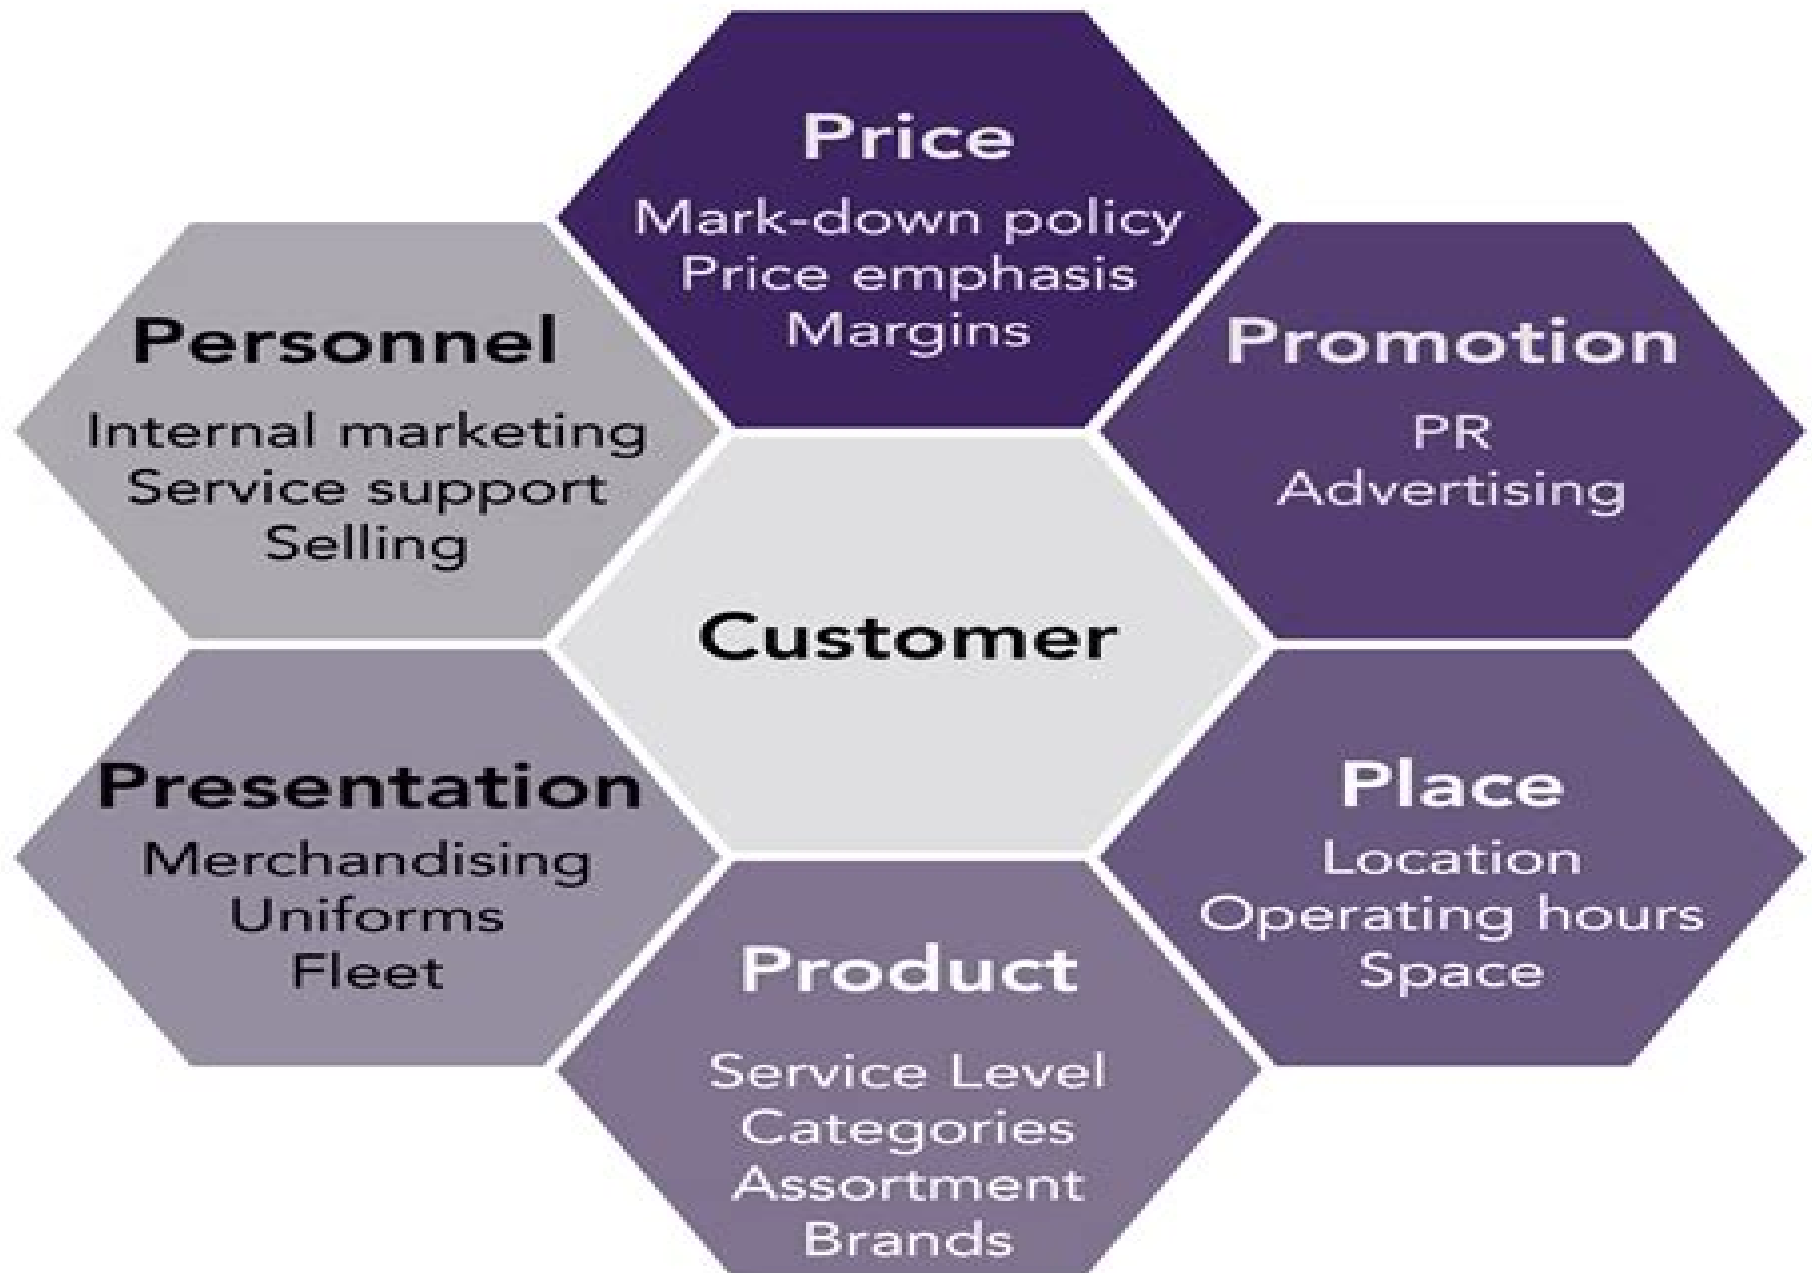 Price
Mark-down policy
Price emphasis
Margins
Personnel
Internal marketing
Service support
Selling
Promotion
PR
Advertising
Customer
Presentation
Merchandising
Uniforms
Fleet
Place
Location
Operating hours
Space
Product
Service Level
Categories
Assortment
Brands